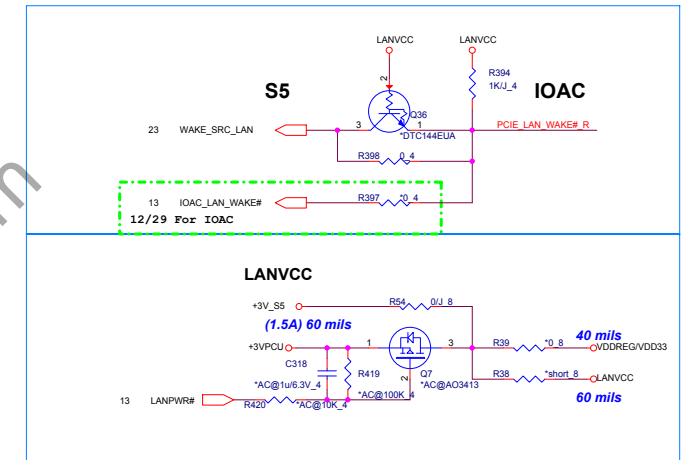 LANVCC LANVCC
2
R394
1K/J_4
S5 IOAC
Q36
23 WAKE_SRC_LAN 3 1 PCIE_LAN_WAKE#_R
*DTC144EUA
R398 0_4
13 IOAC_LAN_WAKE# R397 *0_4
12/29 For IOAC
LANVCC
+3V_S5 R54 0/J_8
(1.5A) 60 mils
40 mils
+3VPCU 1 3 R39 *0_8 VDDREG/VDD33
C318 R419 2 Q7 R38 *short_8 LANVCC
*AC@1u/6.3V_4 *AC@100K_4 *AC@AO3413
60 mils
13 LANPWR# R420 *AC@10K_4